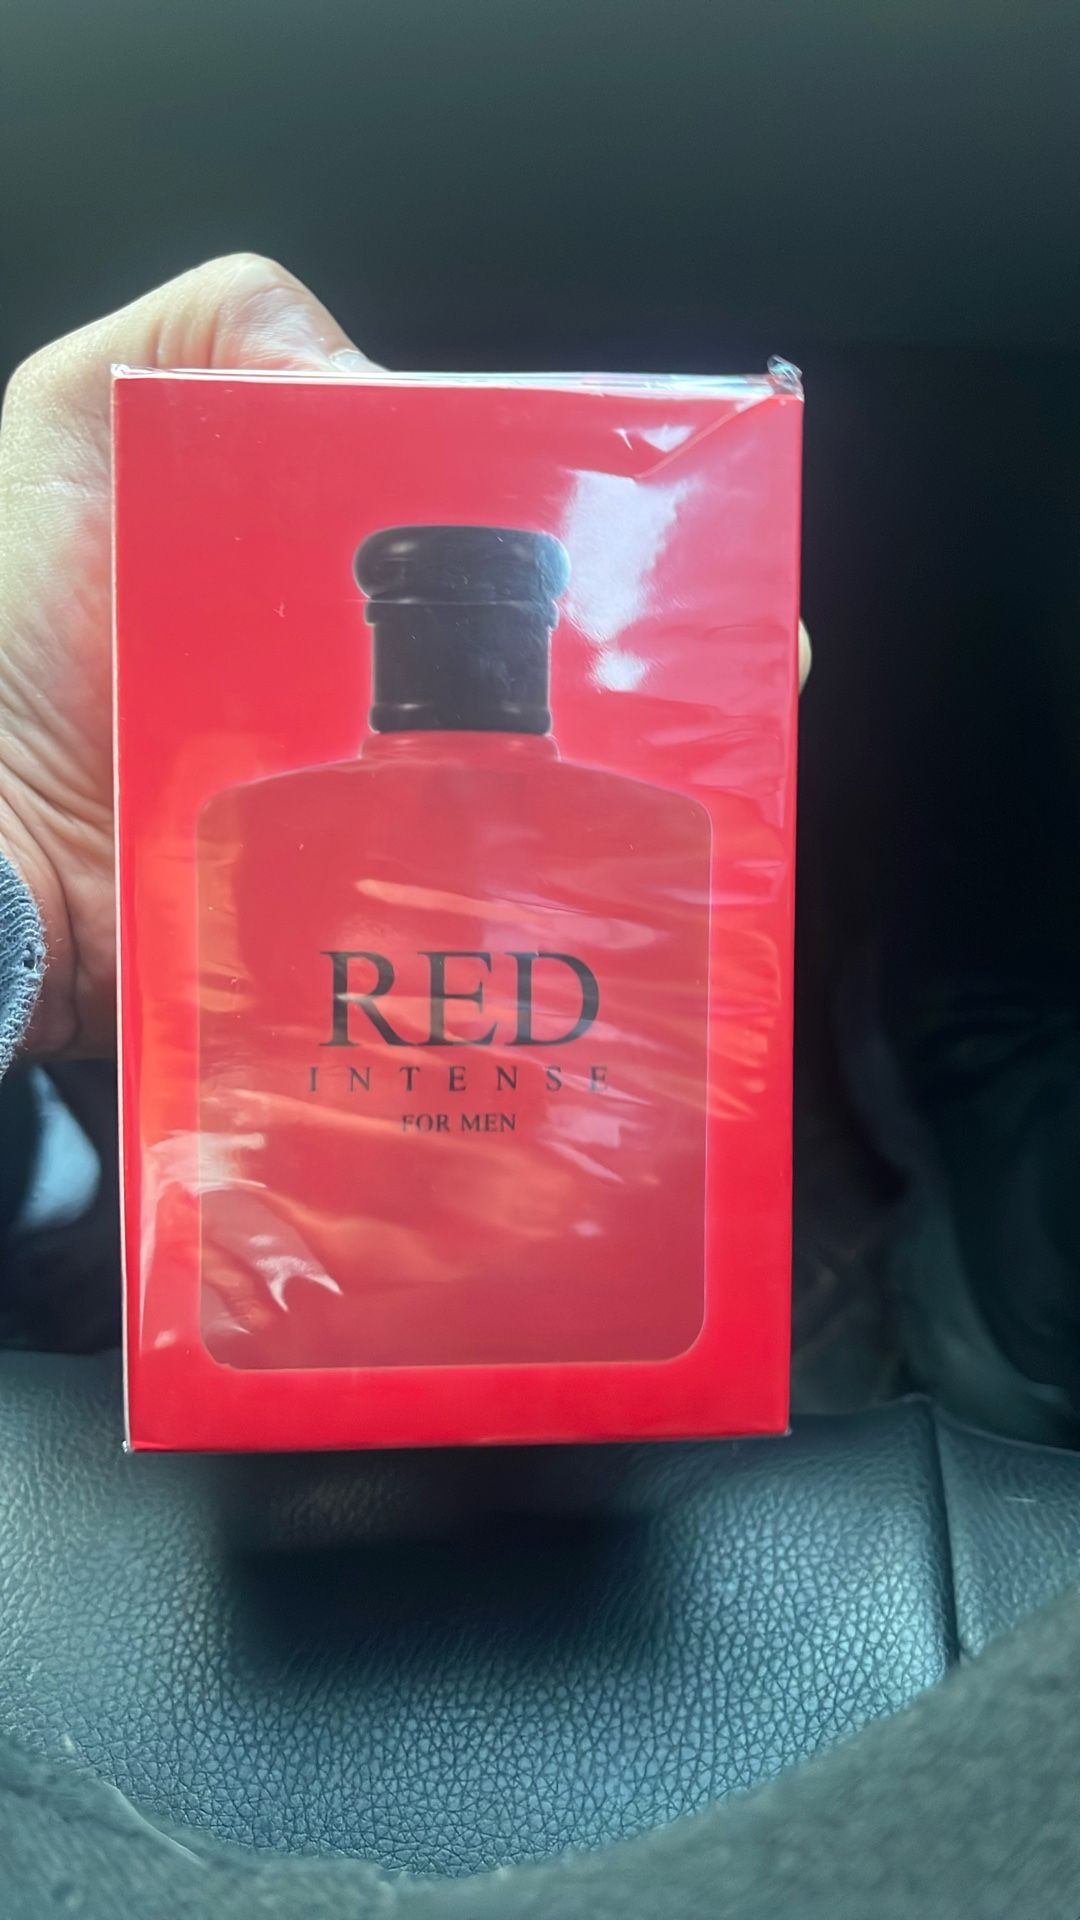 RED
INTENSE
FOR MEN